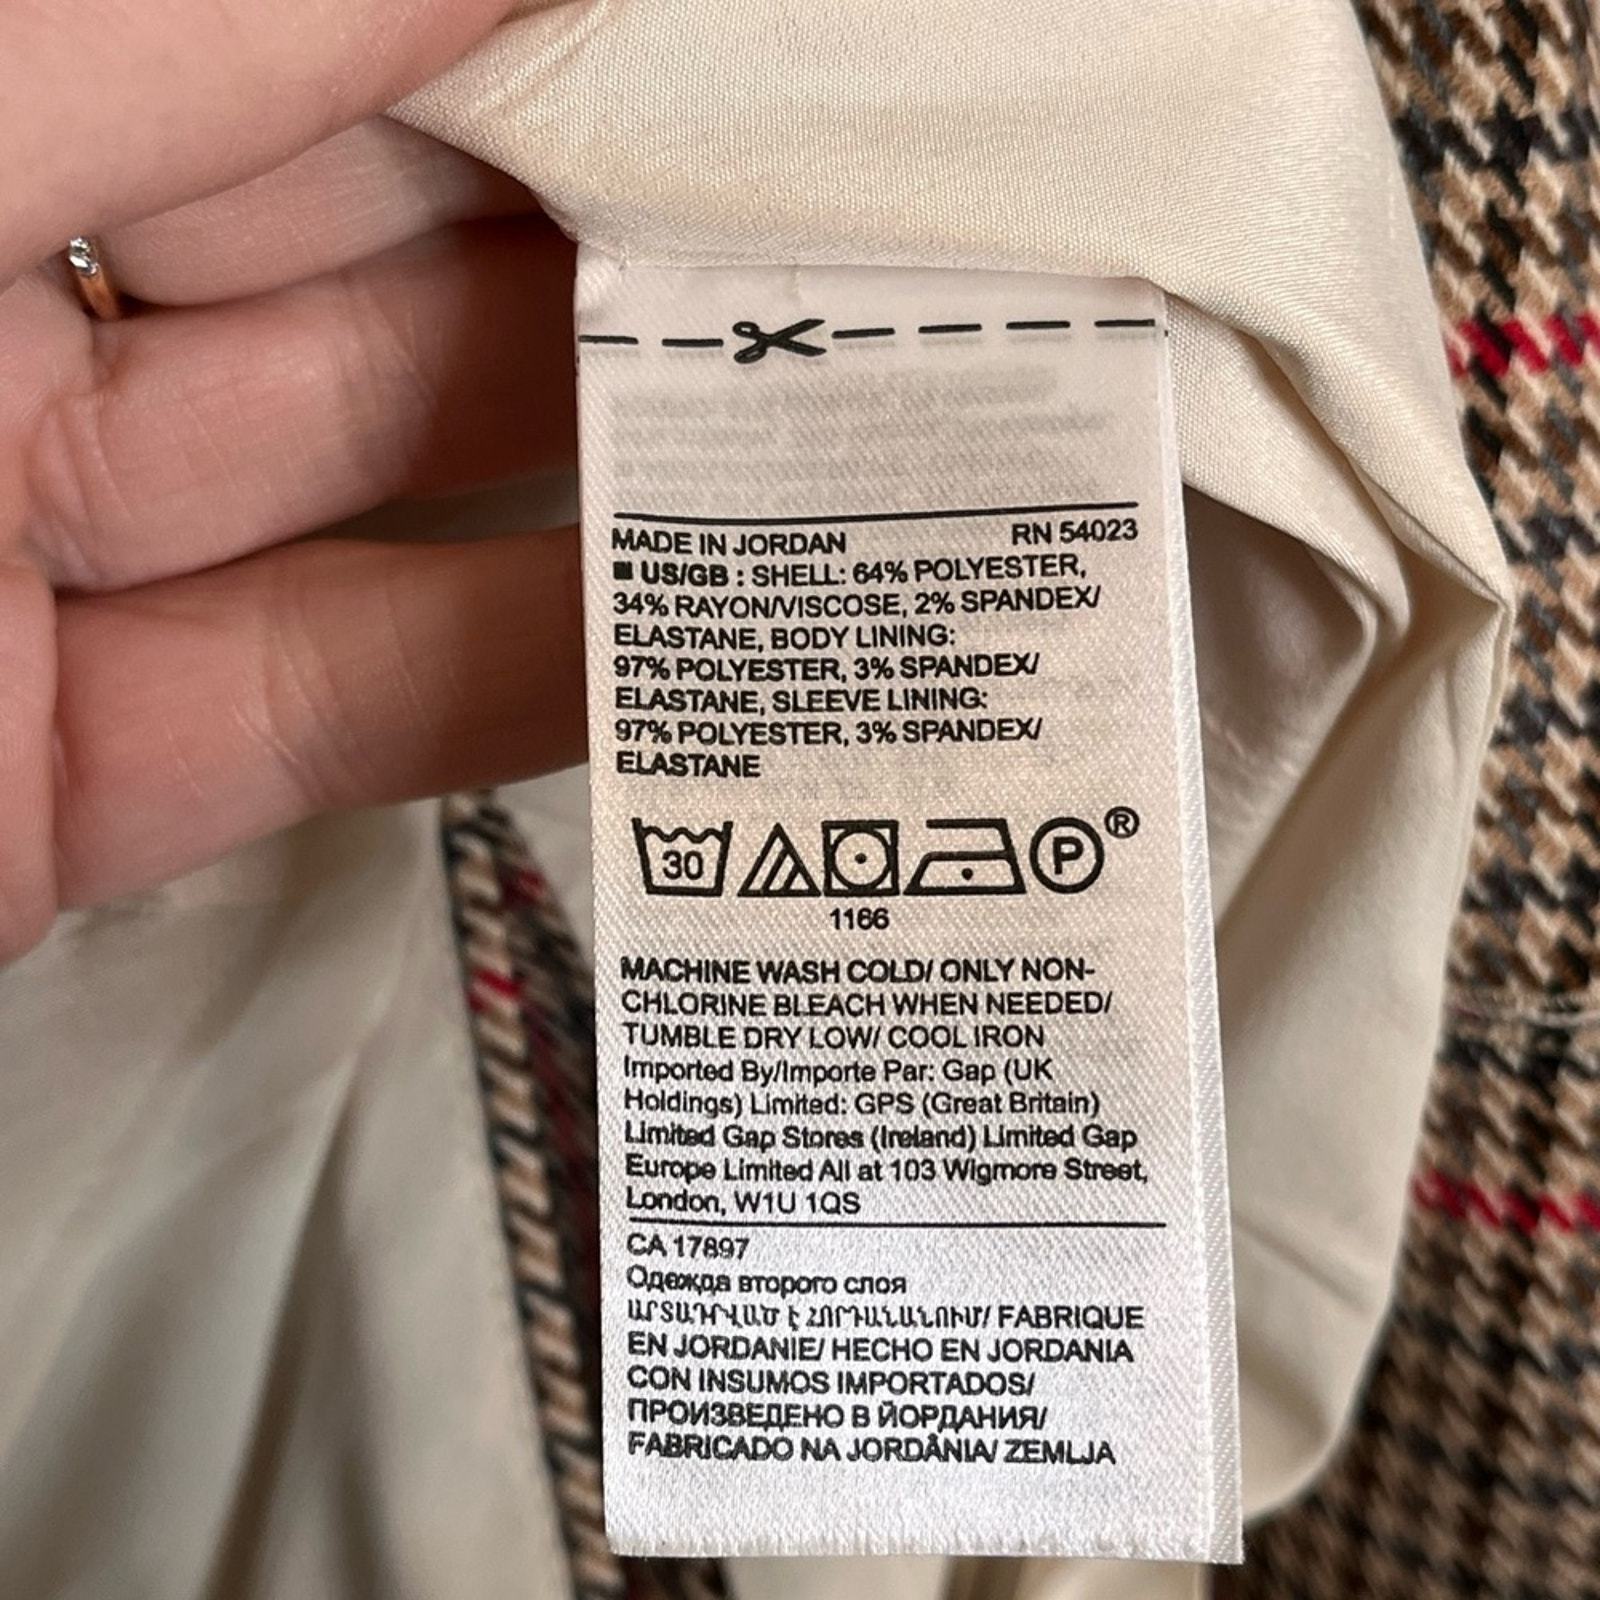 MADE IN JORDAN RN 54023
■ US/GB : SHELL: 64% POLYESTER,
34% RAYON/VISCOSE, 2% SPANDEX/
ELASTANE, BODY LINING:
97% POLYESTER, 3% SPANDEX/
ELASTANE, SLEEVE LINING:
97% POLYESTER, 3% SPANDEX/
ELASTANE
30 P®
1166
MACHINE WASH COLD/ ONLY NON-
CHLORINE BLEACH WHEN NEEDED/
TUMBLE DRY LOW/ COOL IRON
Imported By/Importe Par: Gap (UK
Holdings) Limited: GPS (Great Britain)
Limited Gap Stores (Ireland) Limited Gap
Europe Limited All at 103 Wigmore Street,
London, W1U 1QS
CA 17897
Одежда второго слоя
ԱՐՏԱԴՐՎԱԾ Է ՀՈՐԴԱՆԱՆՈՒՄ/ FABRIQUE
EN JORDANIE/ HECHO EN JORDANIA
CON INSUMOS IMPORTADOS/
ПРОИЗВЕДЕНО В ЙОРДАНИЯ/
FABRICADO NA JORDÂNIA/ ZEMLJA